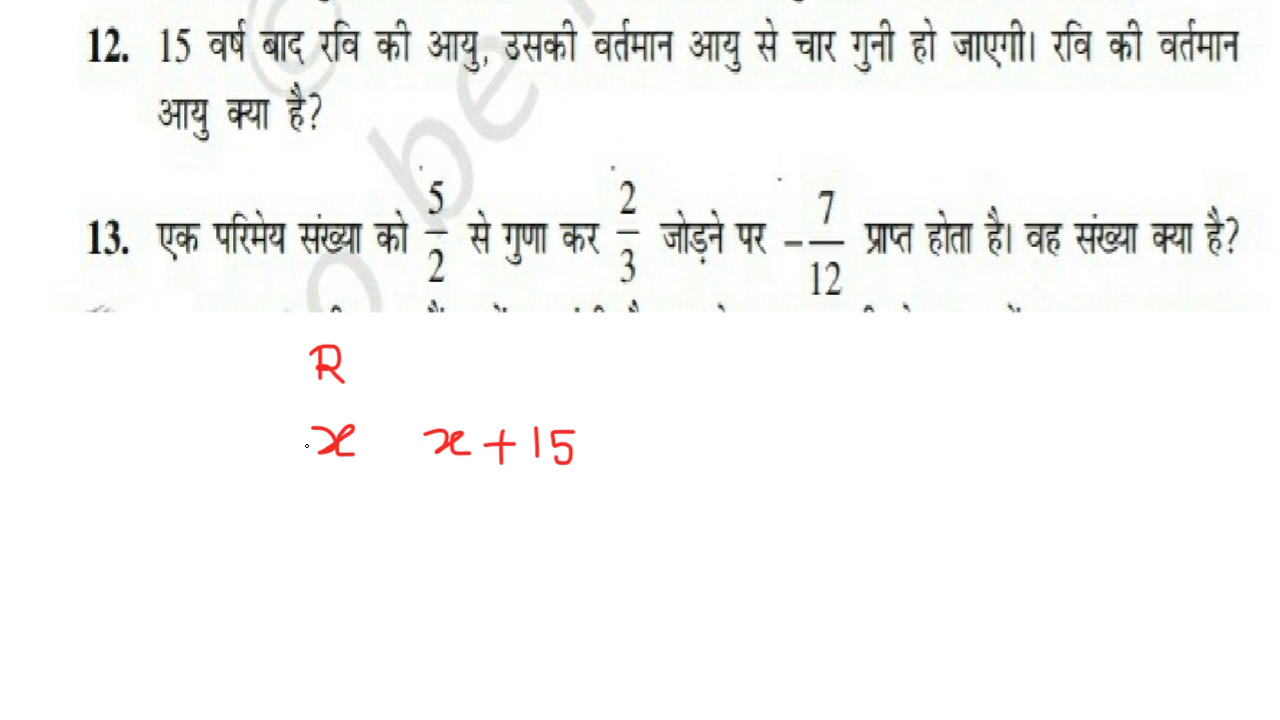 12. 15 वर्ष बाद रवि की आयु, उसकी वर्तमान आयु से चार गुनी हो जाएगी। रवि की वर्तमान
आयु क्या है?
13. एक परिमेय संख्या को 5/2 से गुणा कर 2/3 जोड़ने पर -7/12 प्राप्त होता है। वह संख्या क्या है?
R
x x+15